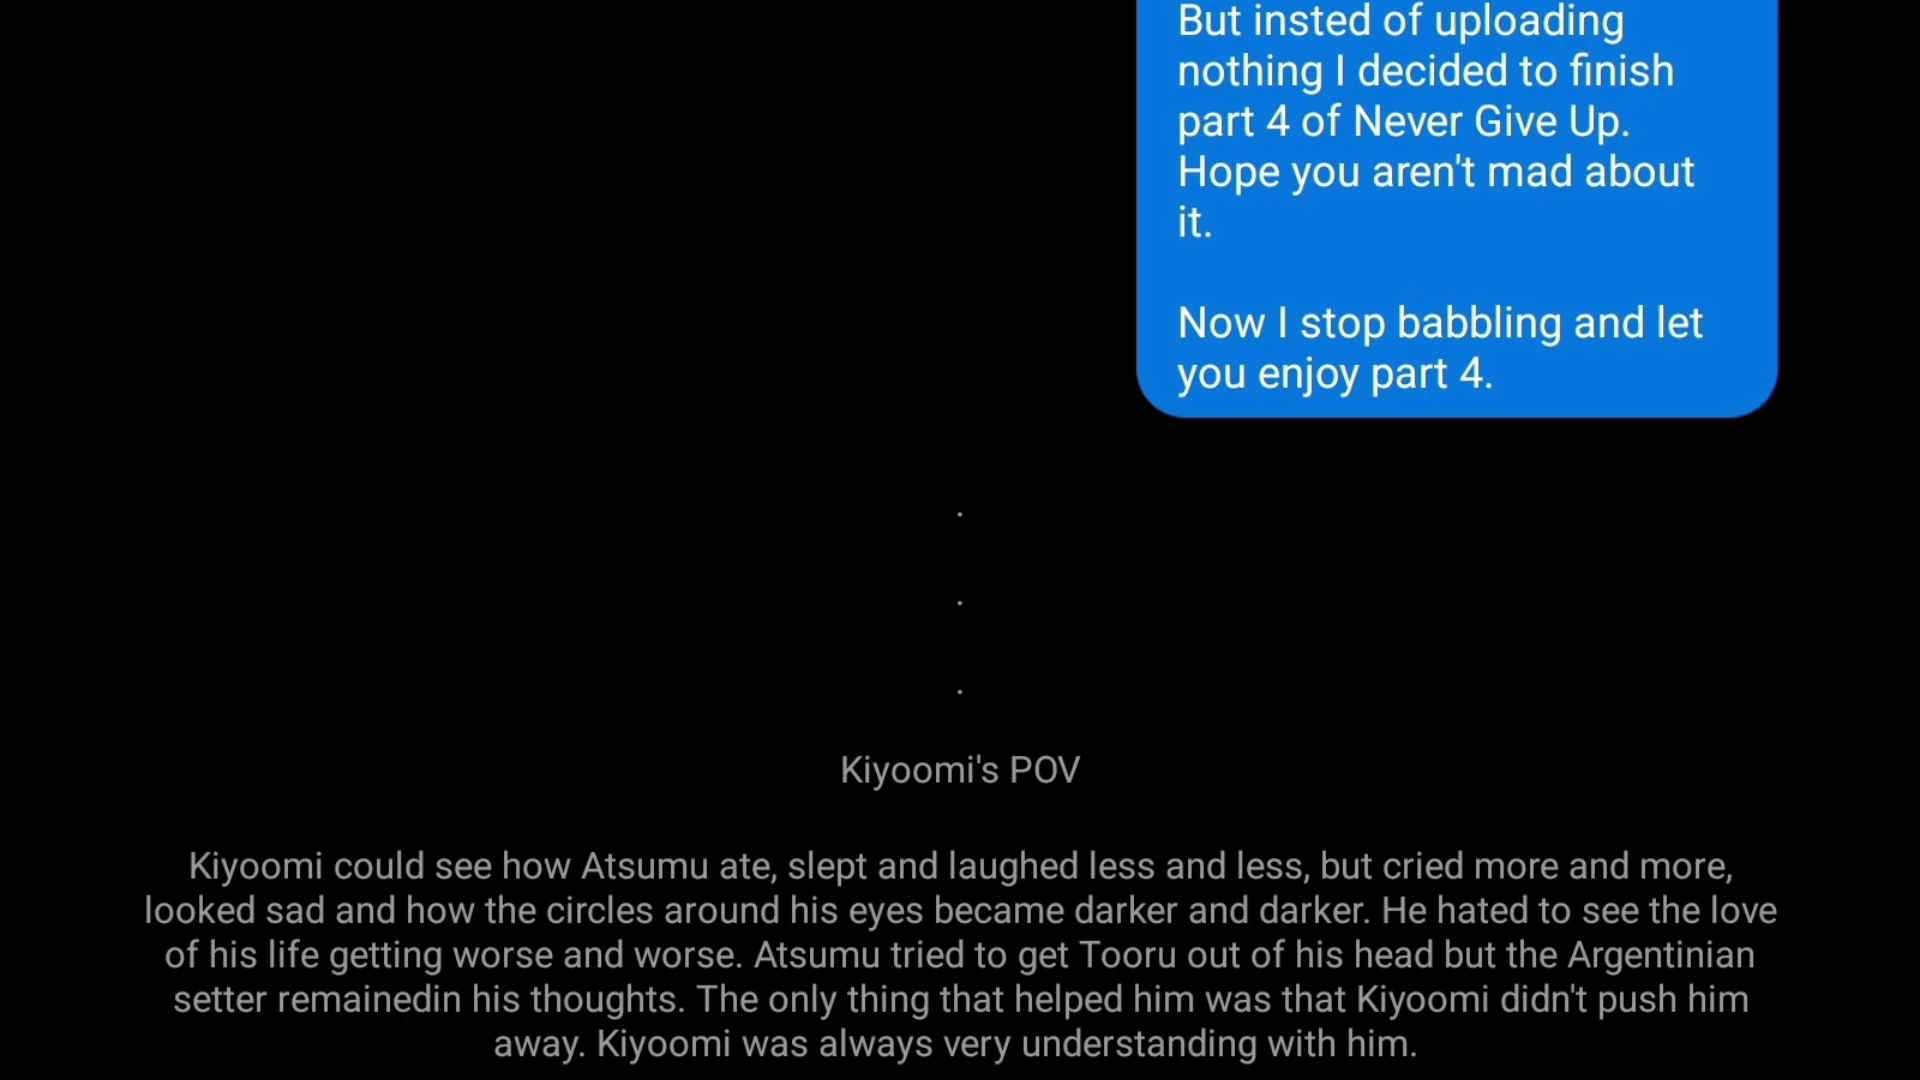 But insted of uploading
nothing I decided to finish
part 4 of Never Give Up.
Hope you aren't mad about
it.
Now I stop babbling and let
you enjoy part 4.
.
.
.
Kiyoomi's POV
Kiyoomi could see how Atsumu ate, slept and laughed less and less, but cried more and more,
looked sad and how the circles around his eyes became darker and darker. He hated to see the love
of his life getting worse and worse. Atsumu tried to get Tooru out of his head but the Argentinian
setter remainedin his thoughts. The only thing that helped him was that Kiyoomi didn't push him
away. Kiyoomi was always very understanding with him.